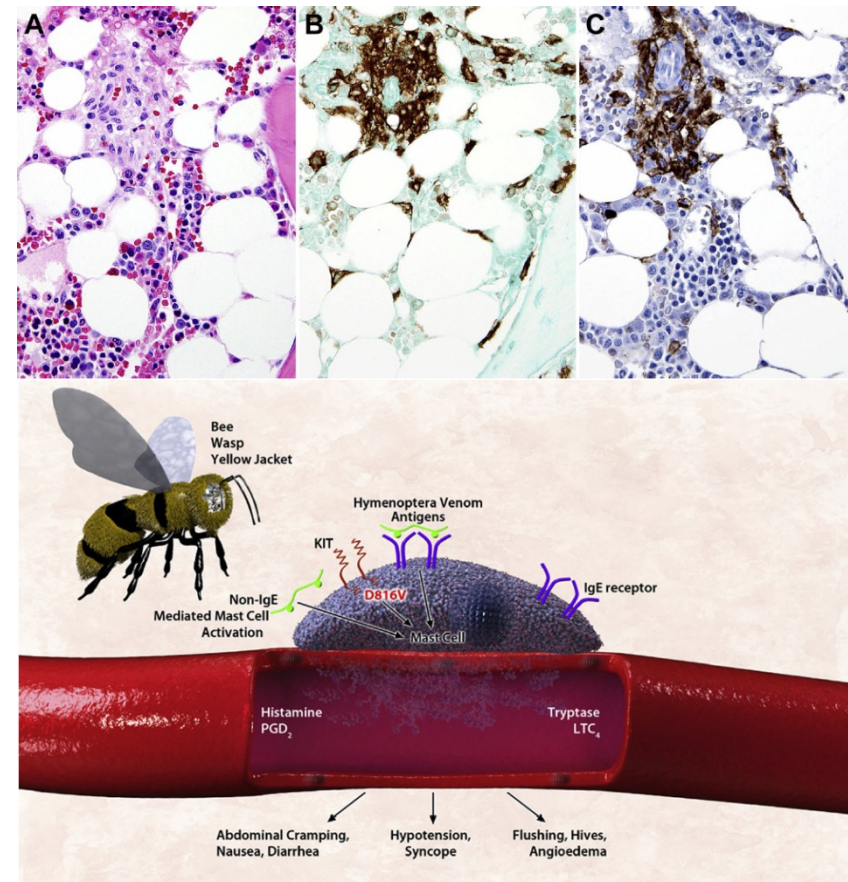 A
B
C
Bee
Wasp
Yellow Jacket
Hymenoptera Venom
Antigens
KIT
D816V
IgE receptor
Non-IgE
Mediated Mast Cell
Activation
Mast Cell
Histamine
PGD₂
Tryptase
LTC₄
Abdominal Cramping,
Nausea, Diarrhea
Hypotension,
Syncope
Flushing, Hives,
Angioedema